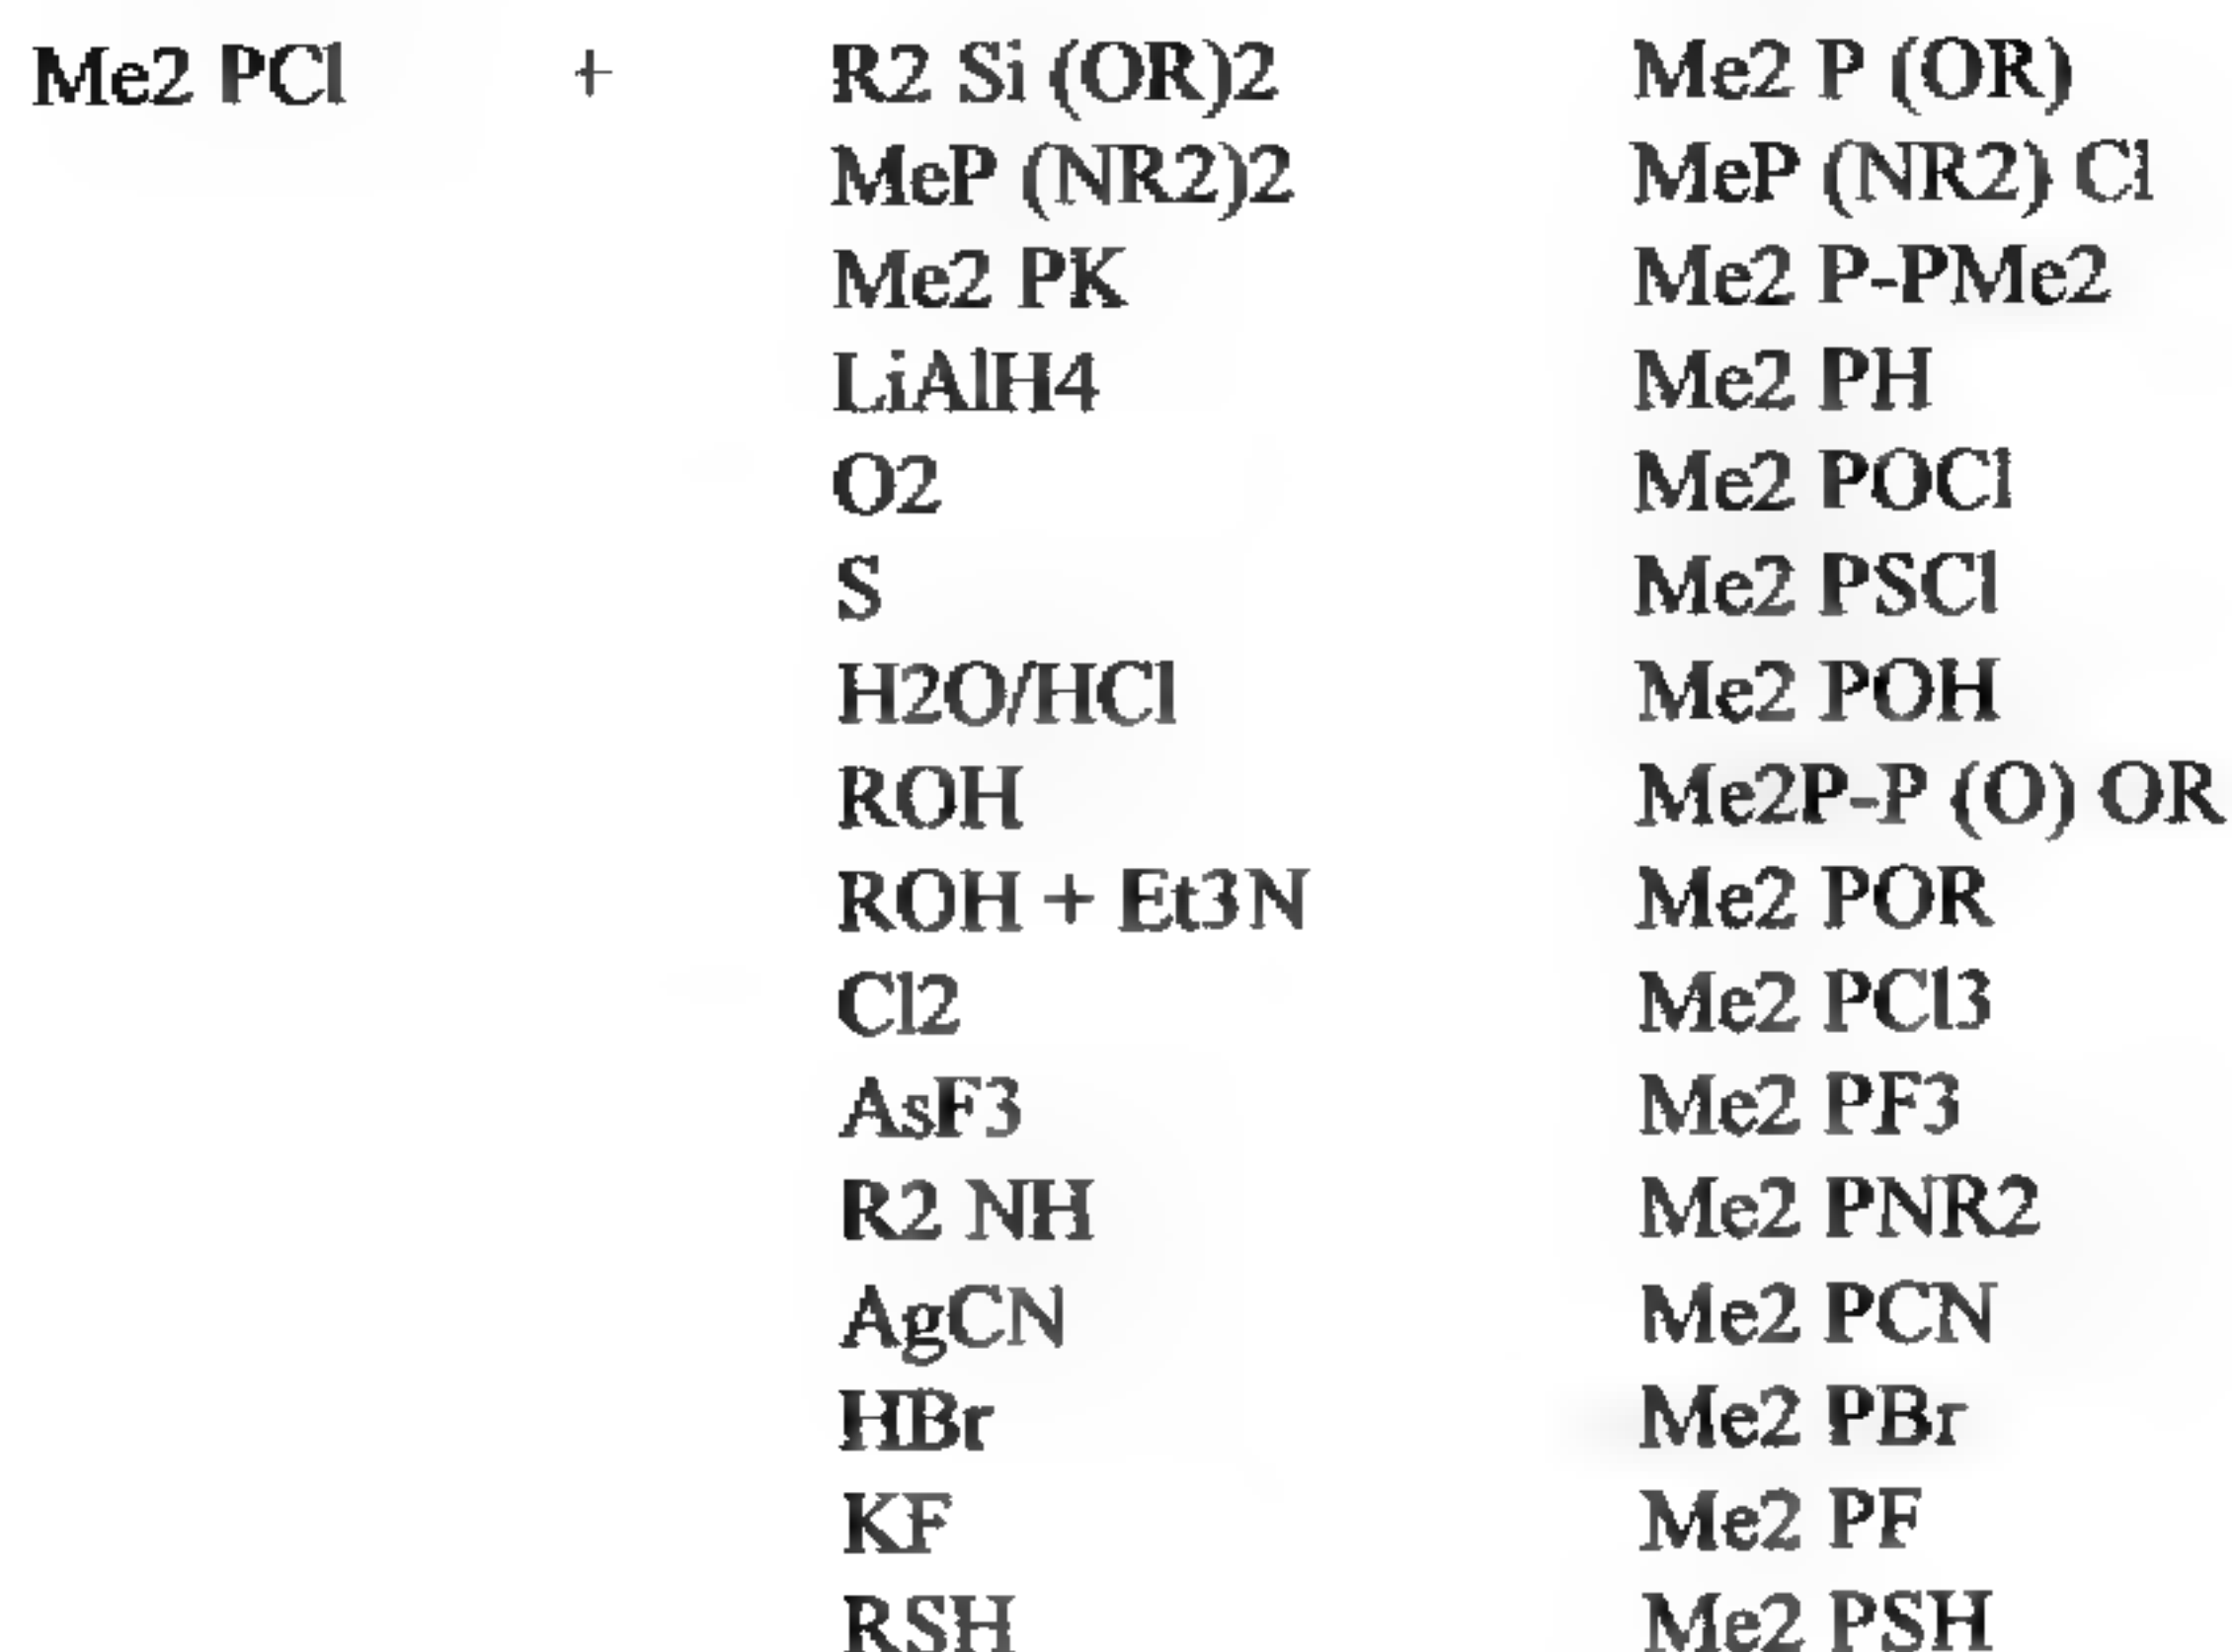 Me2 PCl + R2 Si (OR)2 Me2 P (OR)
MeP (NR2)2 MeP (NR2) Cl
Me2 PK Me2 P-PMe2
LiAlH4 Me2 PH
O2 Me2 POCl
S Me2 PSCl
H2O/HCl Me2 POH
ROH Me2P-P (O) OR
ROH + Et3N Me2 POR
Cl2 Me2 PCl3
AsF3 Me2 PF3
R2 NH Me2 PNR2
AgCN Me2 PCN
HBr Me2 PBr
KF Me2 PF
RSH Me2 PSH